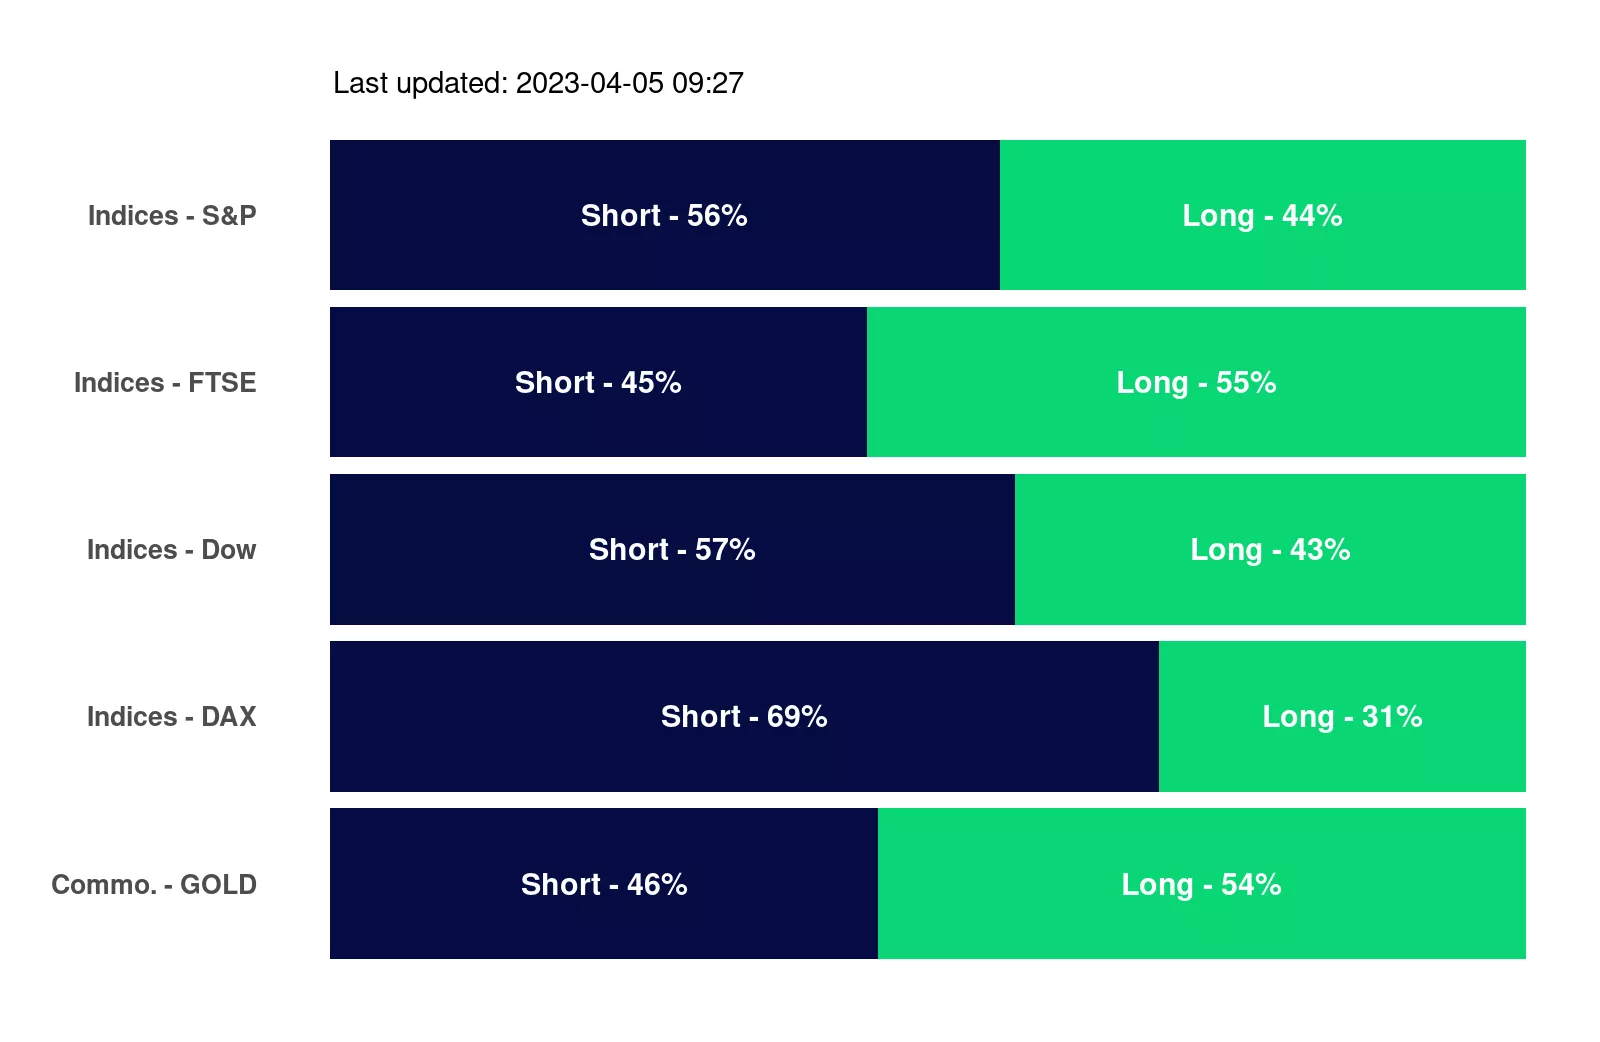 Last updated: 2023-04-05 09:27
Indices - S&P Short - 56% Long - 44%
Indices - FTSE Short - 45% Long - 55%
Indices - Dow Short - 57% Long - 43%
Indices - DAX Short - 69% Long - 31%
Commo. - GOLD Short - 46% Long - 54%